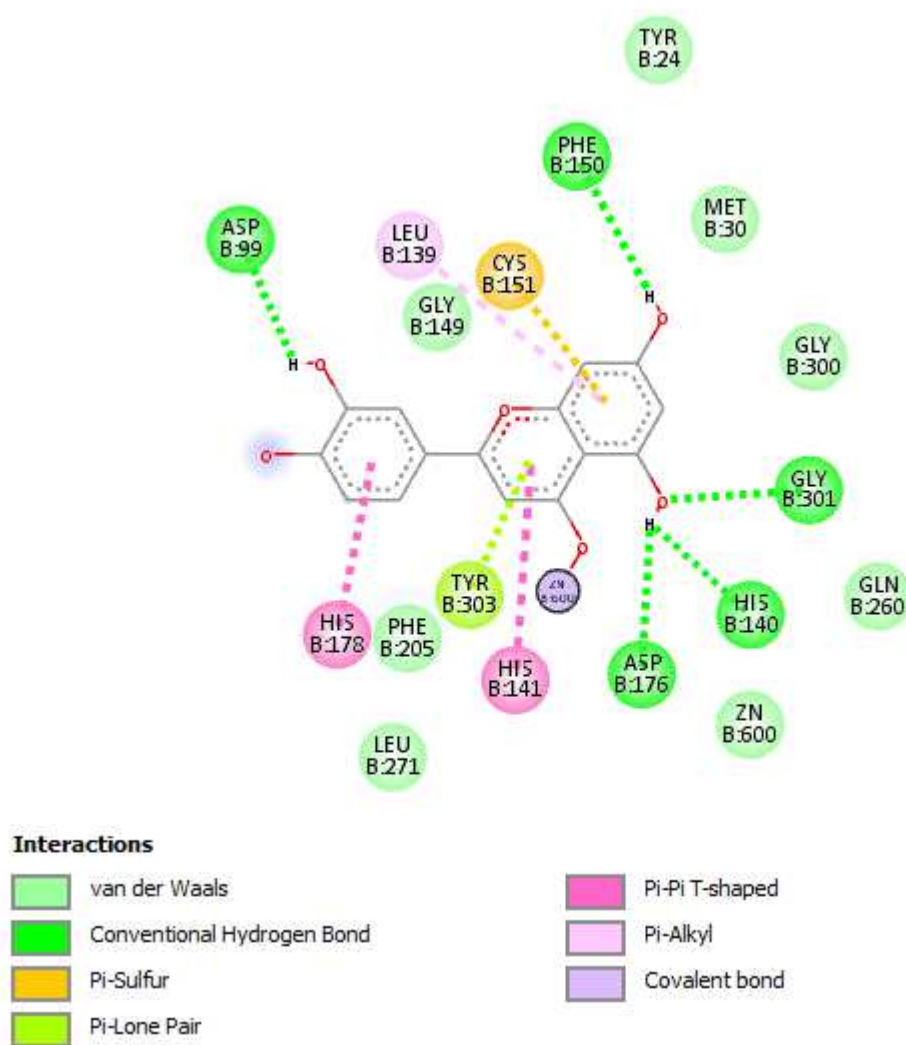 TYR
B:24
PHE
B:150
MET
B:30
ASP
B:99
LEU
B:139
CYS
B:151
GLY
B:149
H
O
GLY
B:300
H
O
O
O
GLY
B:301
O
H
O
TYR
B:303
ZN
B:600
GLN
B:260
HIS
B:140
HIS
B:178
PHE
B:205
HIS
B:141
ASP
B:176
ZN
B:600
LEU
B:271
Interactions
van der Waals
Conventional Hydrogen Bond
Pi-Sulfur
Pi-Lone Pair
Pi-Pi T-shaped
Pi-Alkyl
Covalent bond